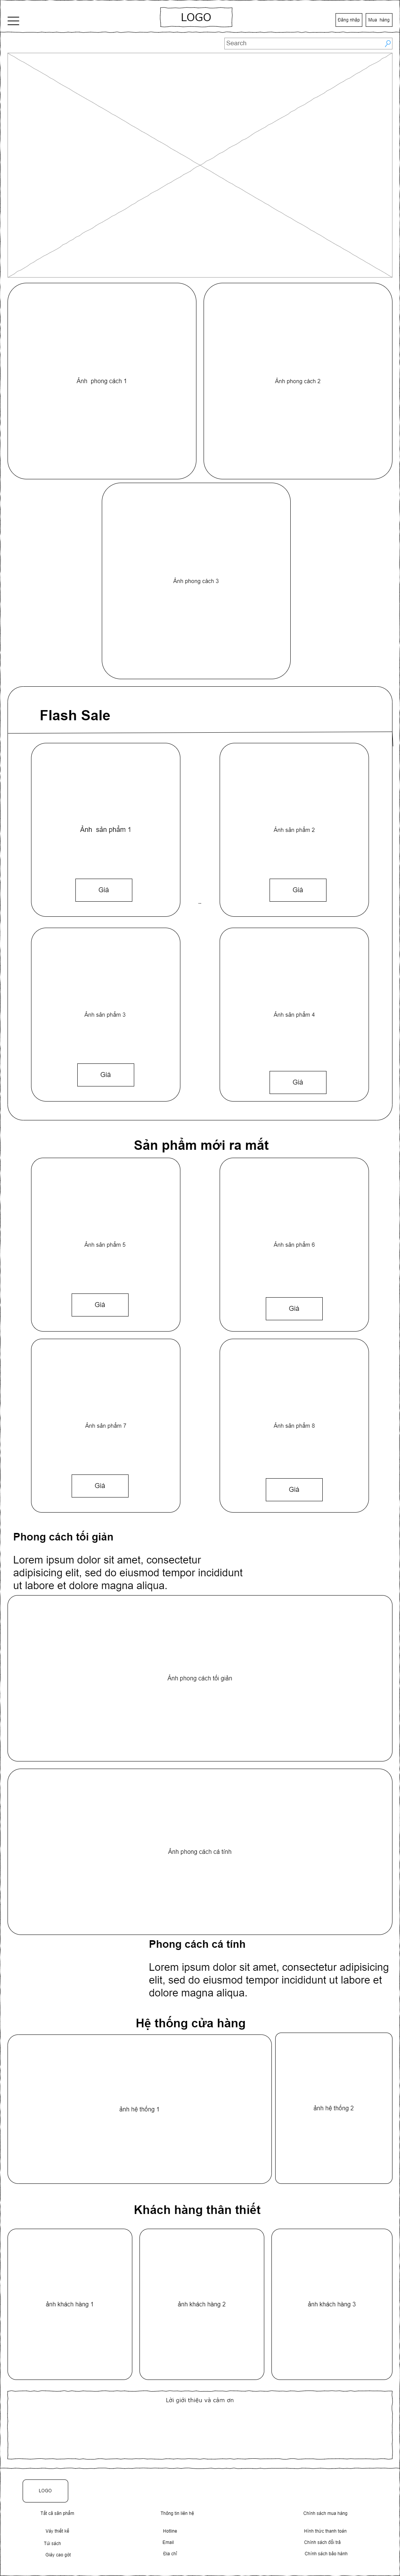 LOGO
Đăng nhập
Mua hàng
Search
Ảnh phong cách 1
Ảnh phong cách 2
Ảnh phong cách 3
Flash Sale
Ảnh sản phẩm 1
Ảnh sản phẩm 2
Giá
Giá
Ảnh sản phẩm 3
Ảnh sản phẩm 4
Giá
Giá
Sản phẩm mới ra mắt
Ảnh sản phẩm 5
Ảnh sản phẩm 6
Giá
Giá
Ảnh sản phẩm 7
Ảnh sản phẩm 8
Giá
Giá
Phong cách tối giản
Lorem ipsum dolor sit amet, consectetur
adipisicing elit, sed do eiusmod tempor incididunt
ut labore et dolore magna aliqua.
Ảnh phong cách tối giản
Ảnh phong cách cá tính
Phong cách cá tính
Lorem ipsum dolor sit amet, consectetur adipisicing
elit, sed do eiusmod tempor incididunt ut labore et
dolore magna aliqua.
Hệ thống cửa hàng
ảnh hệ thống 1
ảnh hệ thống 2
Khách hàng thân thiết
ảnh khách hàng 1
ảnh khách hàng 2
ảnh khách hàng 3
Lời giới thiệu và cảm ơn
LOGO
Tất cả sản phẩm
Thông tin liên hệ
Chính sách mua hàng
Váy thiết kế
Hotline
Hình thức thanh toán
Túi sách
Email
Chính sách đổi trả
Giày cao gót
Địa chỉ
Chính sách bảo hành